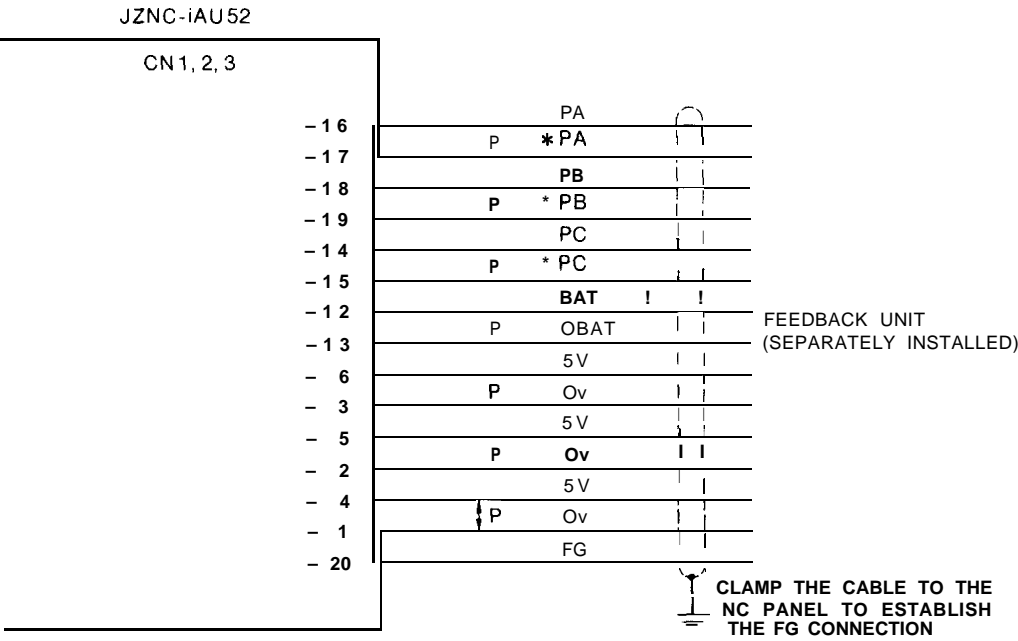 JZNC-iAU52
CN1, 2, 3
PA
–16
P *PA
–17
PB
–18
P * PB
–19
PC
–14
P * PC
–15
BAT ! !
–12
P OBAT
–13
5V
– 6
P Ov
– 3
5V
– 5
P Ov
– 2
5V
– 4
P Ov
– 1
FG
– 20
FEEDBACK UNIT
(SEPARATELY INSTALLED)
CLAMP THE CABLE TO THE
NC PANEL TO ESTABLISH
THE FG CONNECTION